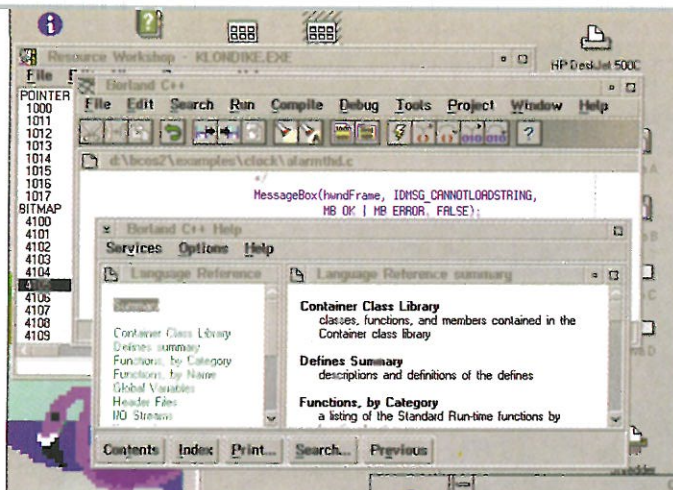 Resource Workshop - KLONDIKE.EXE
HP DeskJet 500C
File
POINTER
1000
1011
1012
1013
1014
1015
1016
1017
BITMAP
4100
4101
4102
4103
4104
4106
4107
4108
4109
Borland C++
File Edit Search Run Compile Debug Tools Project Window Help
d:\bcos2\examples\clock\alarmthd.c
*/
MessageBox(hwndFrame, IDMSG_CANNOTLOADSTRING,
MB_OK | MB_ERROR, FALSE);
Borland C++ Help
Services Options Help
Language Reference
Summary
Container Class Library
Defines summary
Functions, by Category
Functions, by Name
Global Variables
Header Files
I/O Streams
Language Reference summary
Container Class Library
classes, functions, and members contained in the
Container class library
Defines Summary
descriptions and definitions of the defines
Functions, by Category
a listing of the Standard Run-time functions by
Contents Index Print... Search... Previous
A
B
C
D